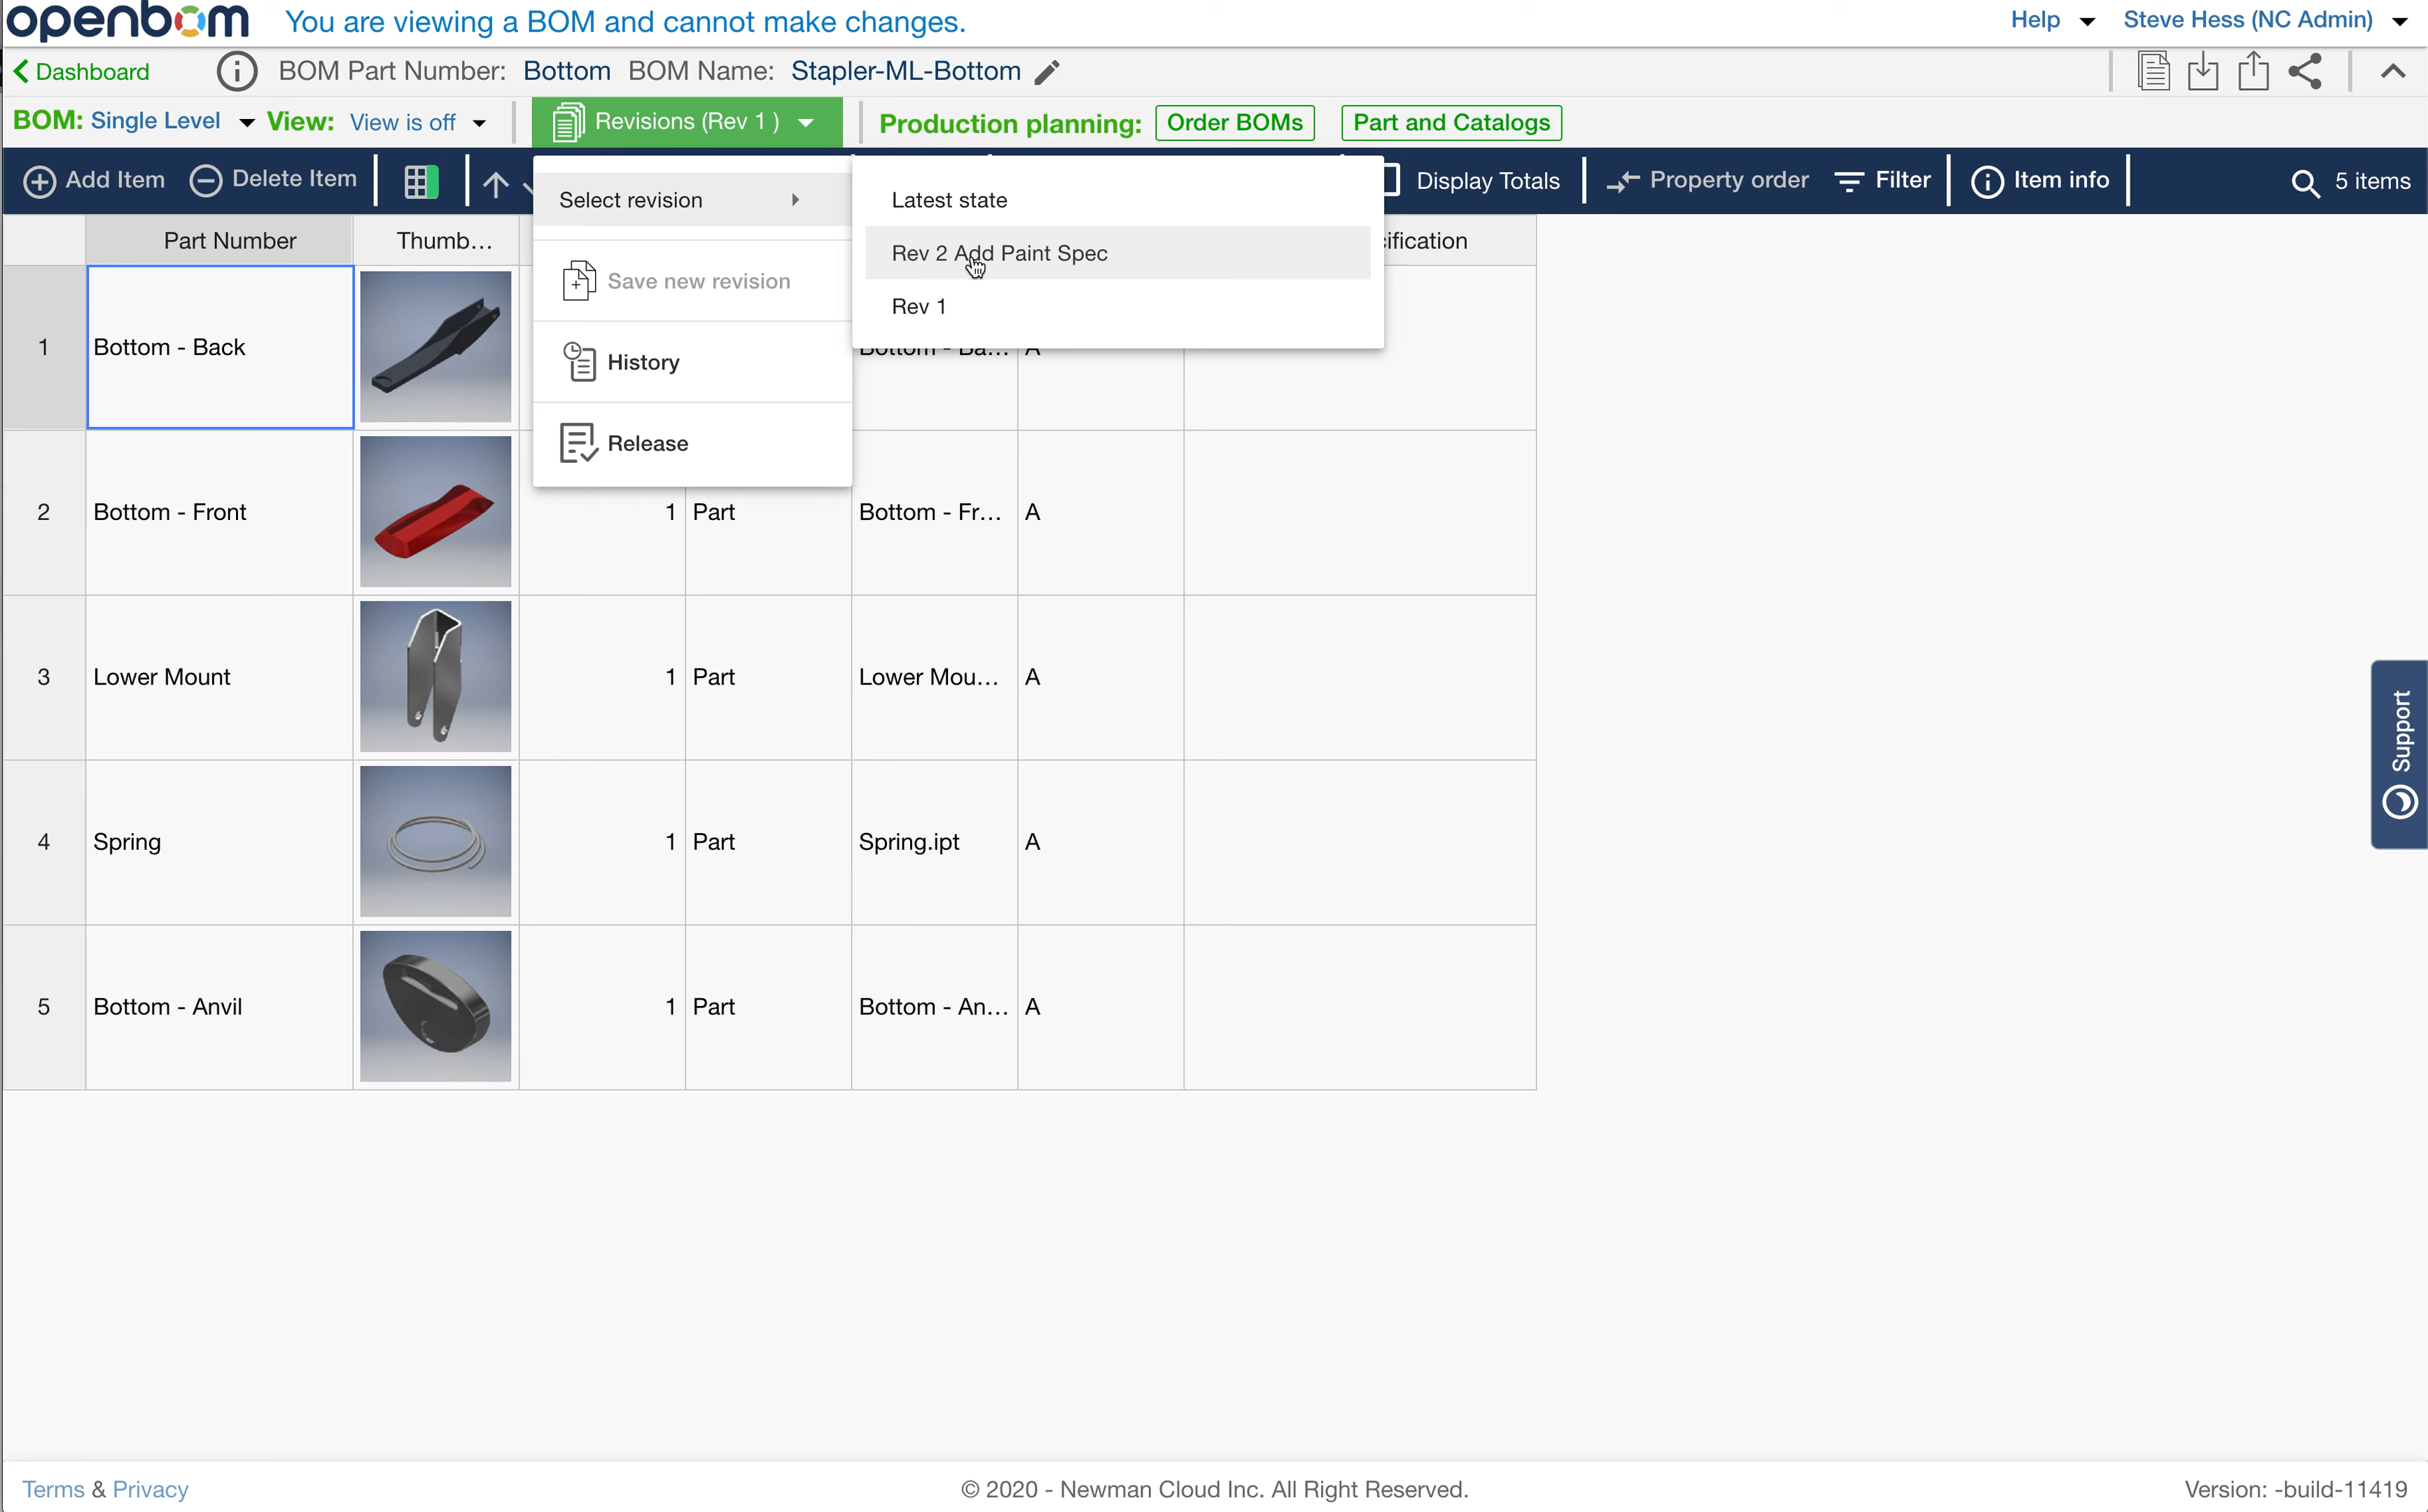 openbom You are viewing a BOM and cannot make changes. Help Steve Hess (NC Admin)
Dashboard BOM Part Number: Bottom BOM Name: Stapler-ML-Bottom
BOM: Single Level View: View is off Revisions (Rev 1 ) Production planning: Order BOMs Part and Catalogs
Add Item Delete Item Display Totals Property order Filter Item info 5 items
Select revision
Save new revision
History
Release
Latest state
Rev 2 Add Paint Spec
Rev 1
Part Number Thumb... ification
1 Bottom - Back Bottom - Ba... A
2 Bottom - Front 1 Part Bottom - Fr... A
3 Lower Mount 1 Part Lower Mou... A
4 Spring 1 Part Spring.ipt A
5 Bottom - Anvil 1 Part Bottom - An... A
Support
Terms & Privacy © 2020 - Newman Cloud Inc. All Right Reserved. Version: -build-11419